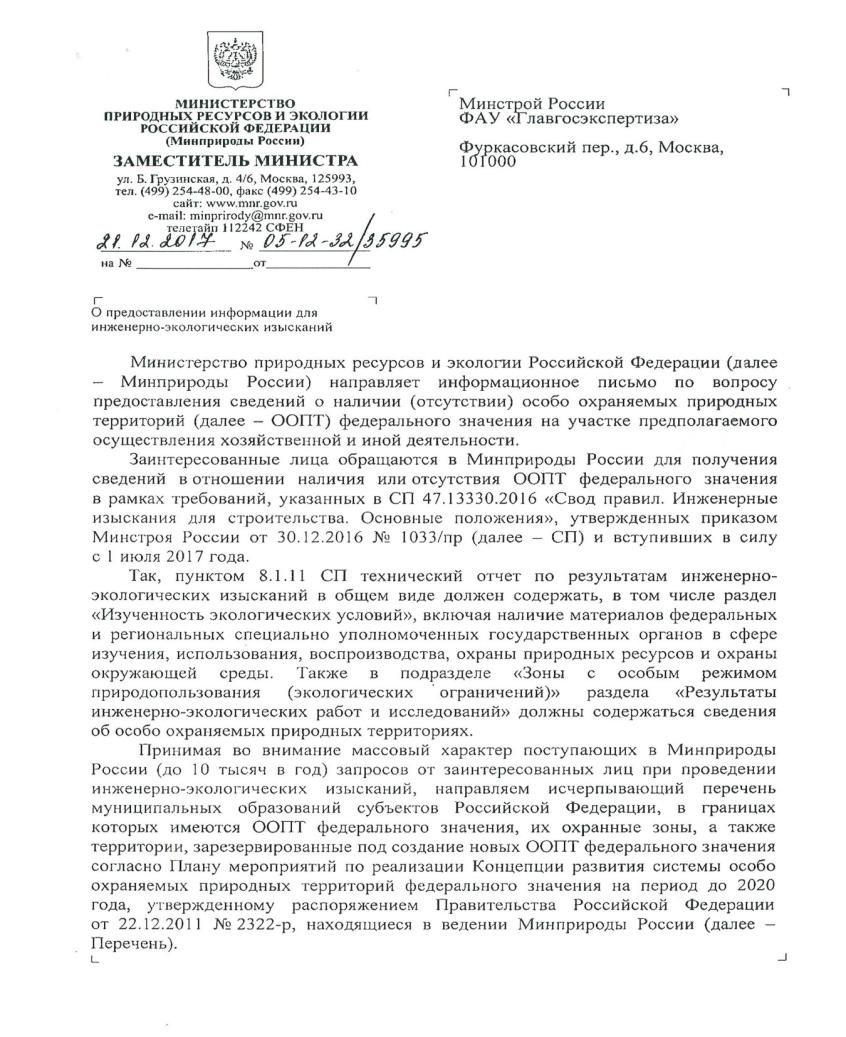 МИНИСТЕРСТВО
ПРИРОДНЫХ РЕСУРСОВ И ЭКОЛОГИИ
РОССИЙСКОЙ ФЕДЕРАЦИИ
(Минприроды России)
ЗАМЕСТИТЕЛЬ МИНИСТРА
ул. Б. Грузинская, д. 4/6, Москва, 125993,
тел. (499) 254-48-00, факс (499) 254-43-10
сайт: www.mnr.gov.ru
e-mail: minprirody@mnr.gov.ru
телетайп 112242 СФЕН
21.12.2017 № 05-12-32/35995
на № от
Минстрой России
ФАУ «Главгосэкспертиза»
Фуркасовский пер., д.6, Москва,
101000
О предоставлении информации для
инженерно-экологических изысканий
Министерство природных ресурсов и экологии Российской Федерации (далее
– Минприроды России) направляет информационное письмо по вопросу
предоставления сведений о наличии (отсутствии) особо охраняемых природных
территорий (далее – ООПТ) федерального значения на участке предполагаемого
осуществления хозяйственной и иной деятельности.
Заинтересованные лица обращаются в Минприроды России для получения
сведений в отношении наличия или отсутствия ООПТ федерального значения
в рамках требований, указанных в СП 47.13330.2016 «Свод правил. Инженерные
изыскания для строительства. Основные положения», утвержденных приказом
Минстроя России от 30.12.2016 № 1033/пр (далее – СП) и вступивших в силу
с 1 июля 2017 года.
Так, пунктом 8.1.11 СП технический отчет по результатам инженерно-
экологических изысканий в общем виде должен содержать, в том числе раздел
«Изученность экологических условий», включая наличие материалов федеральных
и региональных специально уполномоченных государственных органов в сфере
изучения, использования, воспроизводства, охраны природных ресурсов и охраны
окружающей среды. Также в подразделе «Зоны с особым режимом
природопользования (экологических ограничений)» раздела «Результаты
инженерно-экологических работ и исследований» должны содержаться сведения
об особо охраняемых природных территориях.
Принимая во внимание массовый характер поступающих в Минприроды
России (до 10 тысяч в год) запросов от заинтересованных лиц при проведении
инженерно-экологических изысканий, направляем исчерпывающий перечень
муниципальных образований субъектов Российской Федерации, в границах
которых имеются ООПТ федерального значения, их охранные зоны, а также
территории, зарезервированные под создание новых ООПТ федерального значения
согласно Плану мероприятий по реализации Концепции развития системы особо
охраняемых природных территорий федерального значения на период до 2020
года, утвержденному распоряжением Правительства Российской Федерации
от 22.12.2011 № 2322-р, находящиеся в ведении Минприроды России (далее –
Перечень).